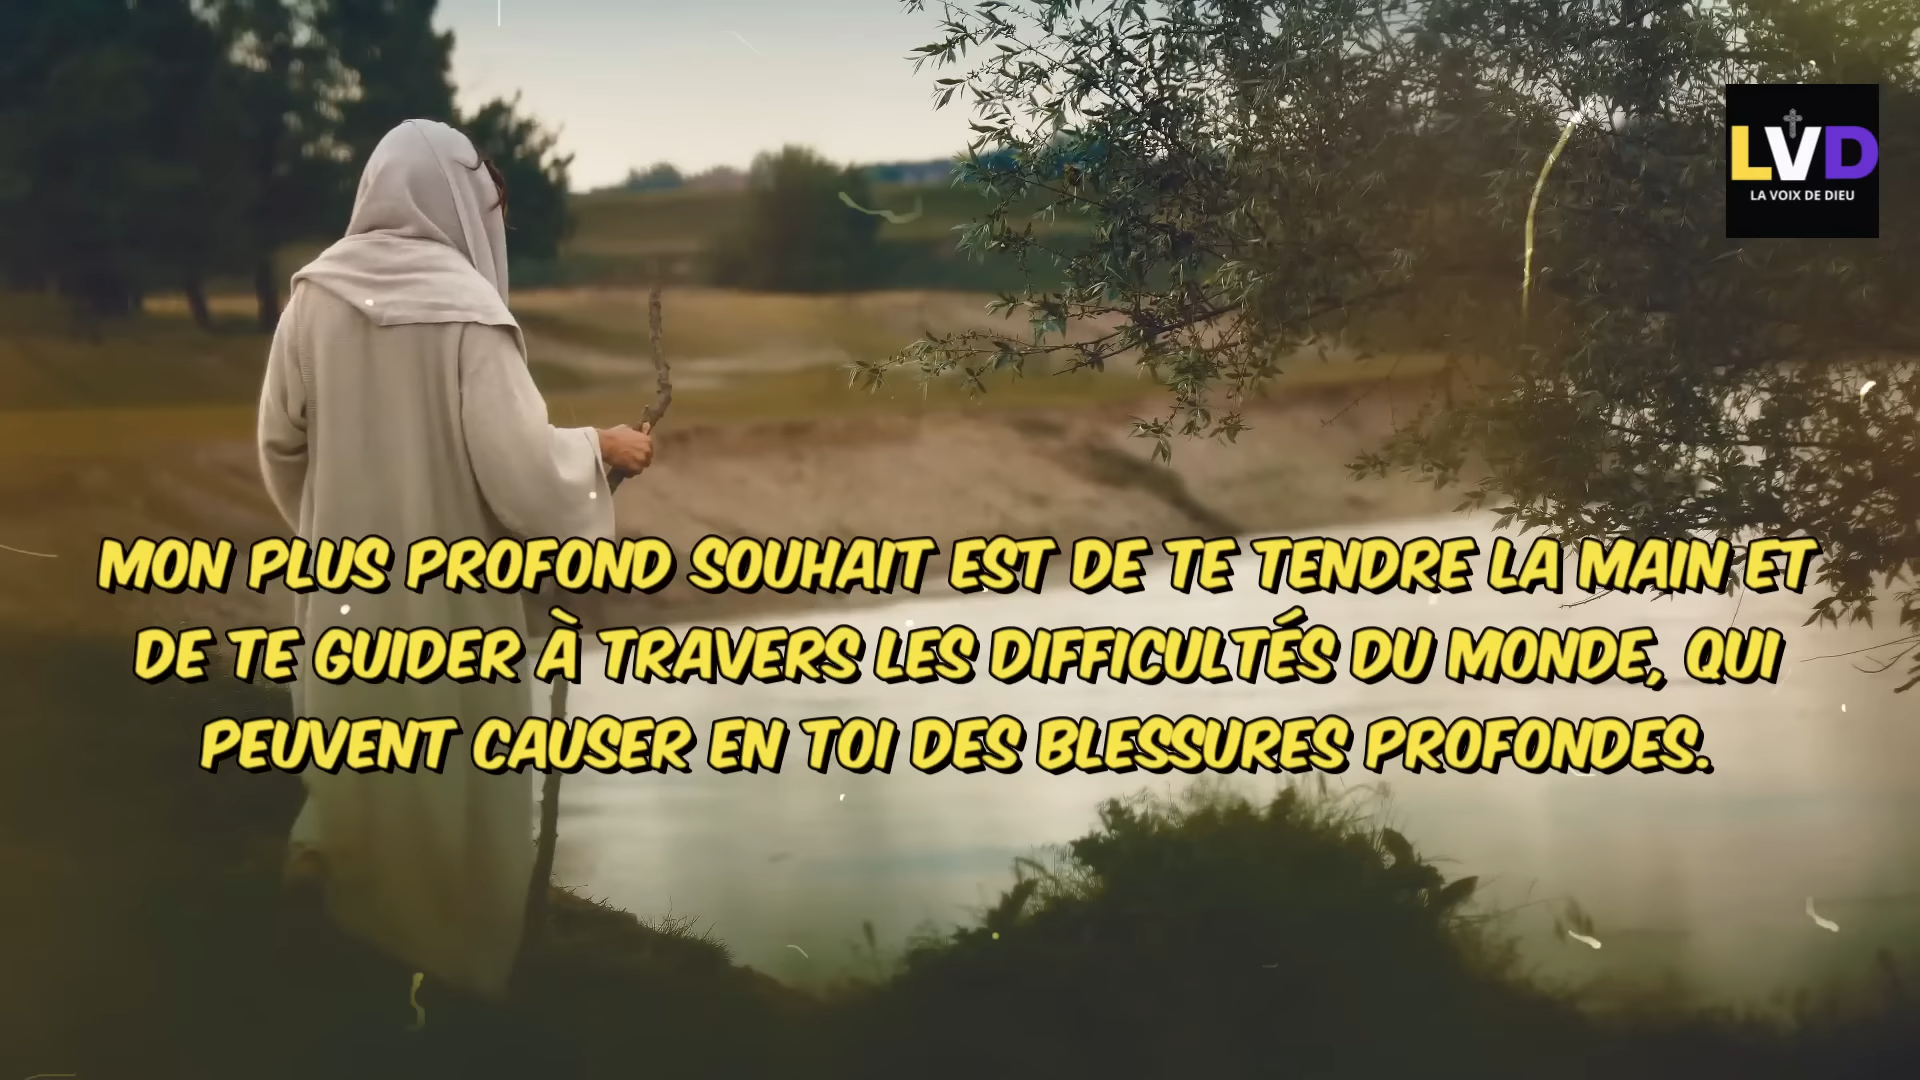 LVD
LA VOIX DE DIEU
MON PLUS PROFOND SOUHAIT EST DE TE TENDRE LA MAIN ET
DE TE GUIDER À TRAVERS LES DIFFICULTÉS DU MONDE, QUI
PEUVENT CAUSER EN TOI DES BLESSURES PROFONDES.